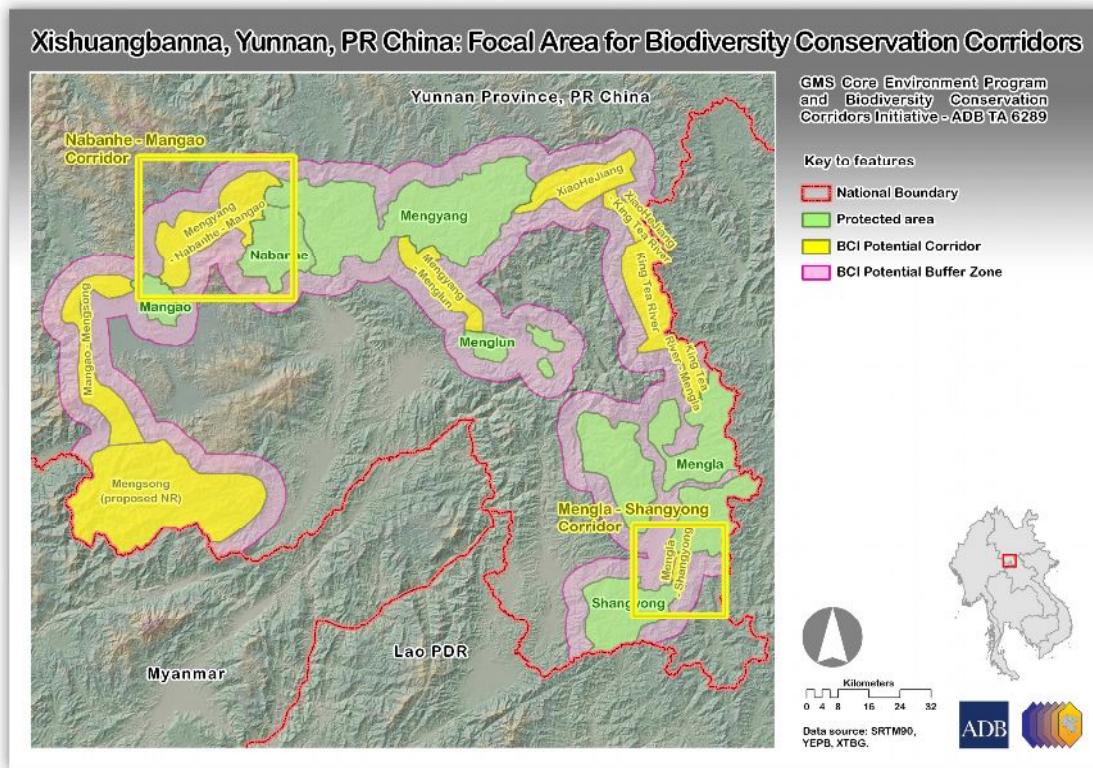 Xishuangbanna, Yunnan, PR China: Focal Area for Biodiversity Conservation Corridors
Yunnan Province, PR China
GMS Core Environment Program
and Biodiversity Conservation
Corridors Initiative - ADB TA 6289
Key to features
National Boundary
Protected area
BCI Potential Corridor
BCI Potential Buffer Zone
Nabanhe - Mangao
Corridor
Mengyang
- Nabanhe - Mangao
Nabanhe
Mengyang
XiaoHeJiang
XiaoHeJiang
- King Tea River
King Tea River
King Tea
River - Mengla
Mengyang
- Menglun
Menglun
Mangao
Mangao - Mengsong
Mengsong
(proposed NR)
Mengla
Mengla - Shangyong
Corridor
Mengla
- Shangyong
Shangyong
Myanmar
Lao PDR
Kilometers
0 4 8 16 24 32
Data source: SRTM90,
YEPB, XTBG.
ADB